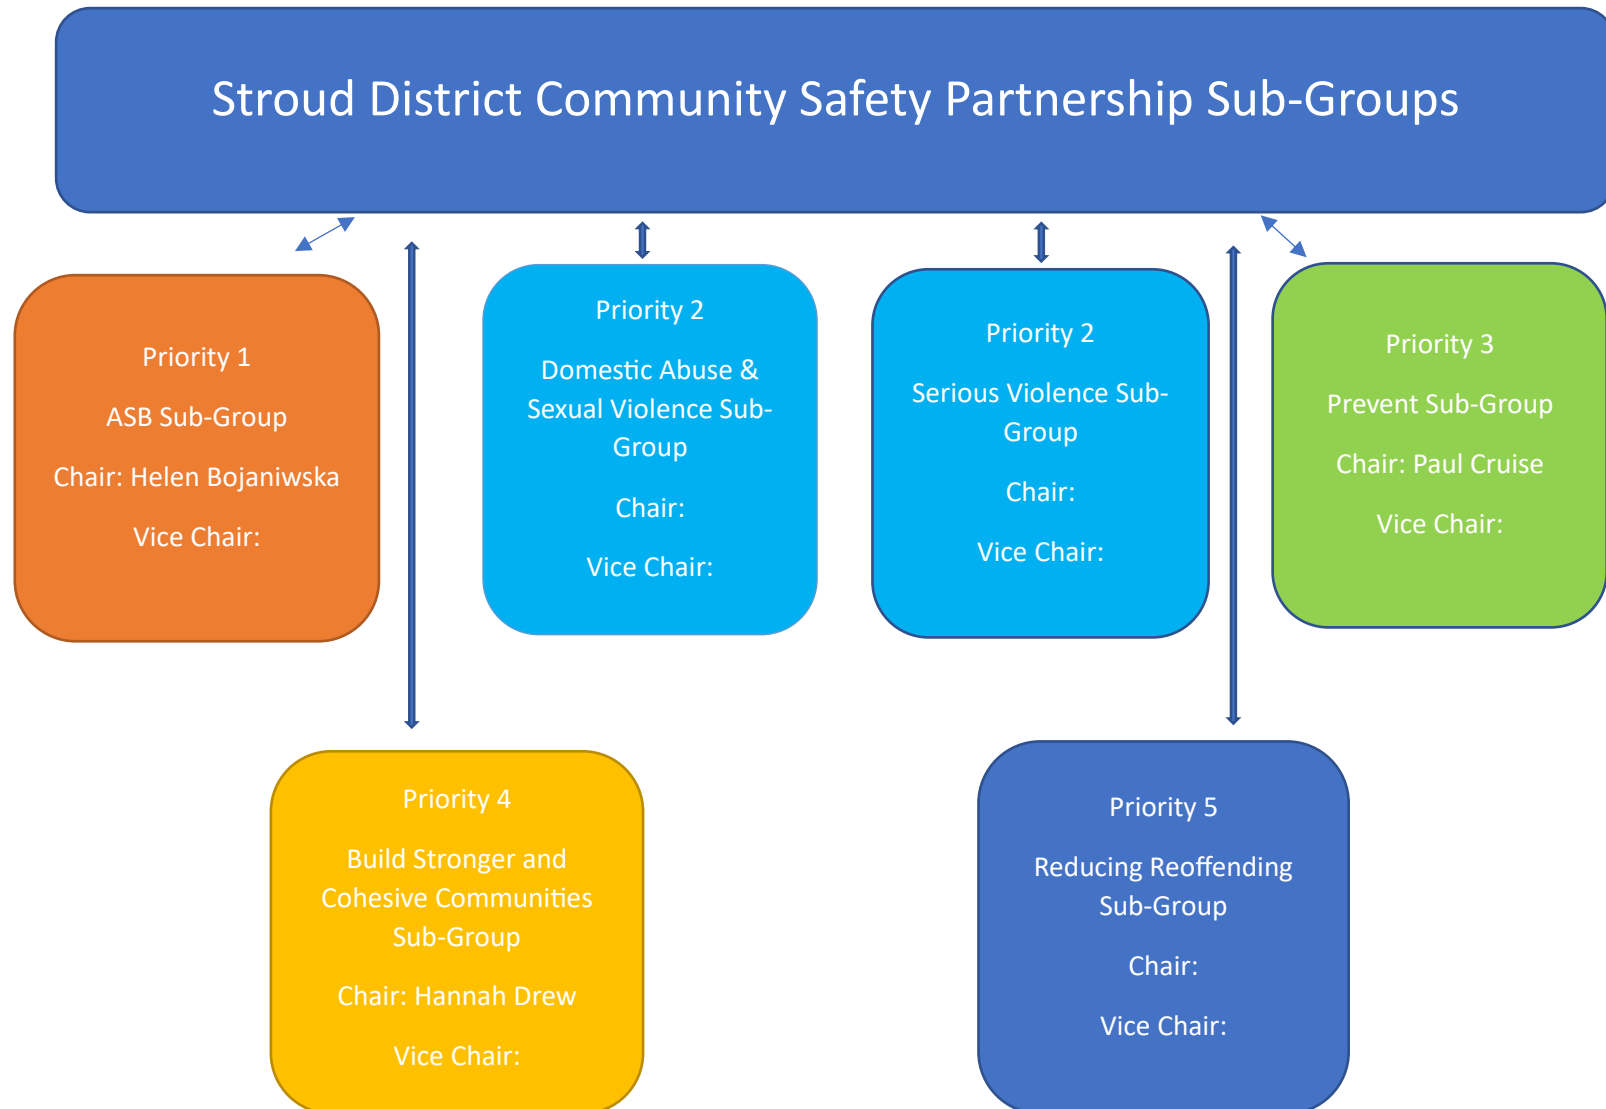 Stroud District Community Safety Partnership Sub-Groups
Priority 1
ASB Sub-Group
Chair: Helen Bojaniwska
Vice Chair:
Priority 2
Domestic Abuse &
Sexual Violence Sub-
Group
Chair:
Vice Chair:
Priority 2
Serious Violence Sub-
Group
Chair:
Vice Chair:
Priority 3
Prevent Sub-Group
Chair: Paul Cruise
Vice Chair:
Priority 4
Build Stronger and
Cohesive Communities
Sub-Group
Chair: Hannah Drew
Vice Chair:
Priority 5
Reducing Reoffending
Sub-Group
Chair:
Vice Chair: